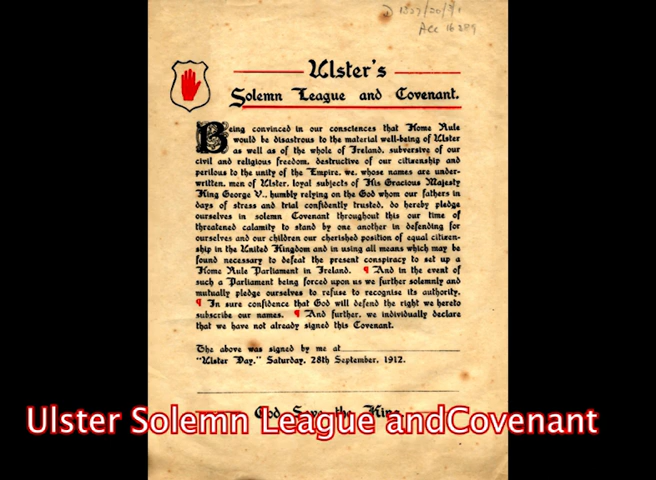 D 1327/20/3/1
Acc 16289
Ulster's
Solemn League and Covenant.
Being convinced in our consciences that Home Rule
would be disastrous to the material well-being of Ulster
as well as of the whole of Ireland, subversive of our
civil and religious freedom, destructive of our citizenship and
perilous to the unity of the Empire, we, whose names are under-
written, men of Ulster, loyal subjects of His Gracious Majesty
King George V., humbly relying on the God whom our fathers in
days of stress and trial confidently trusted, do hereby pledge
ourselves in solemn Covenant throughout this our time of
threatened calamity to stand by one another in defending for
ourselves and our children our cherished position of equal citizen-
ship in the United Kingdom and in using all means which may be
found necessary to defeat the present conspiracy to set up a
Home Rule Parliament in Ireland. ¶ And in the event of
such a Parliament being forced upon us we further solemnly and
mutually pledge ourselves to refuse to recognise its authority.
¶ In sure confidence that God will defend the right we hereto
subscribe our names. ¶ And further, we individually declare
that we have not already signed this Covenant.
The above was signed by me at
"Ulster Day," Saturday, 28th September, 1912.
God Save the King.
Ulster Solemn League andCovenant